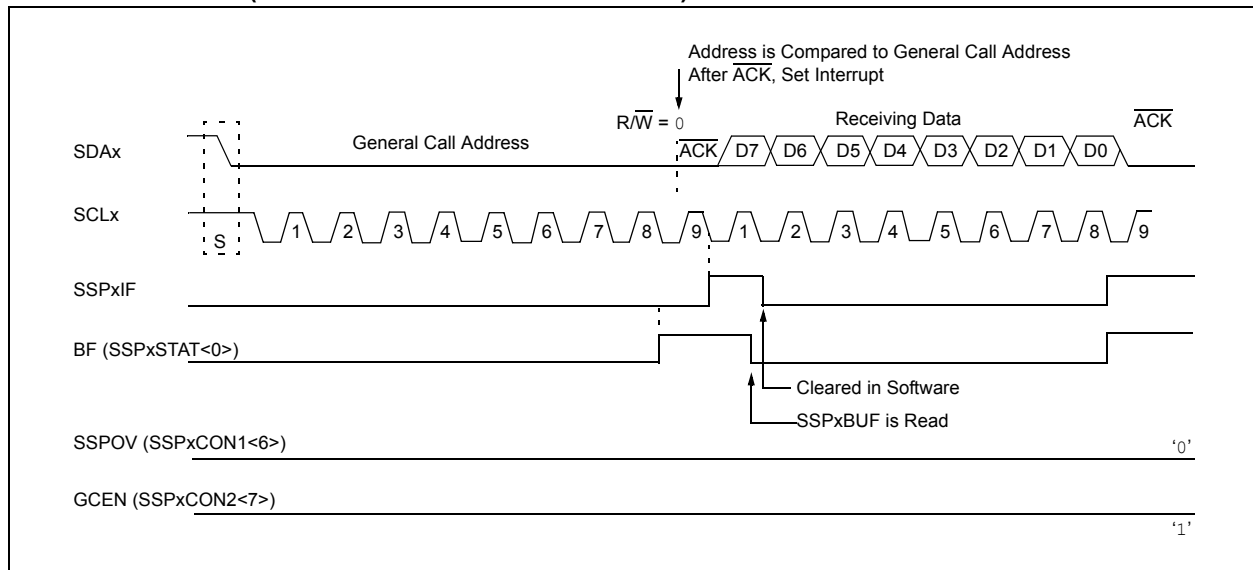 Address is Compared to General Call Address
After ACK, Set Interrupt
R/W = 0
Receiving Data
ACK
SDAx
General Call Address
ACK D7 D6 D5 D4 D3 D2 D1 D0
SCLx
S 1 2 3 4 5 6 7 8 9 1 2 3 4 5 6 7 8 9
SSPxIF
BF (SSPxSTAT<0>)
Cleared in Software
SSPxBUF is Read
SSPOV (SSPxCON1<6>)
‘0’
GCEN (SSPxCON2<7>)
‘1’